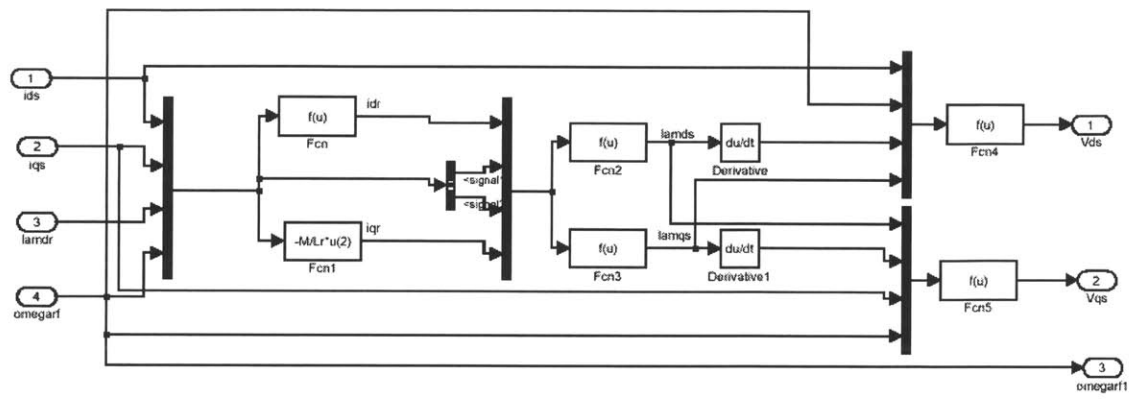 1
ids
2
iqs
3
lamdr
4
omegarf
f(u)
Fcn
idr
-M/Lr*u(2)
Fcn1
iqr
<signal1
<signal2
f(u)
Fcn2
lamds
du/dt
Derivative
f(u)
Fcn3
lamqs
du/dt
Derivative1
f(u)
Fcn4
1
Vds
f(u)
Fcn5
2
Vqs
3
omegarf1